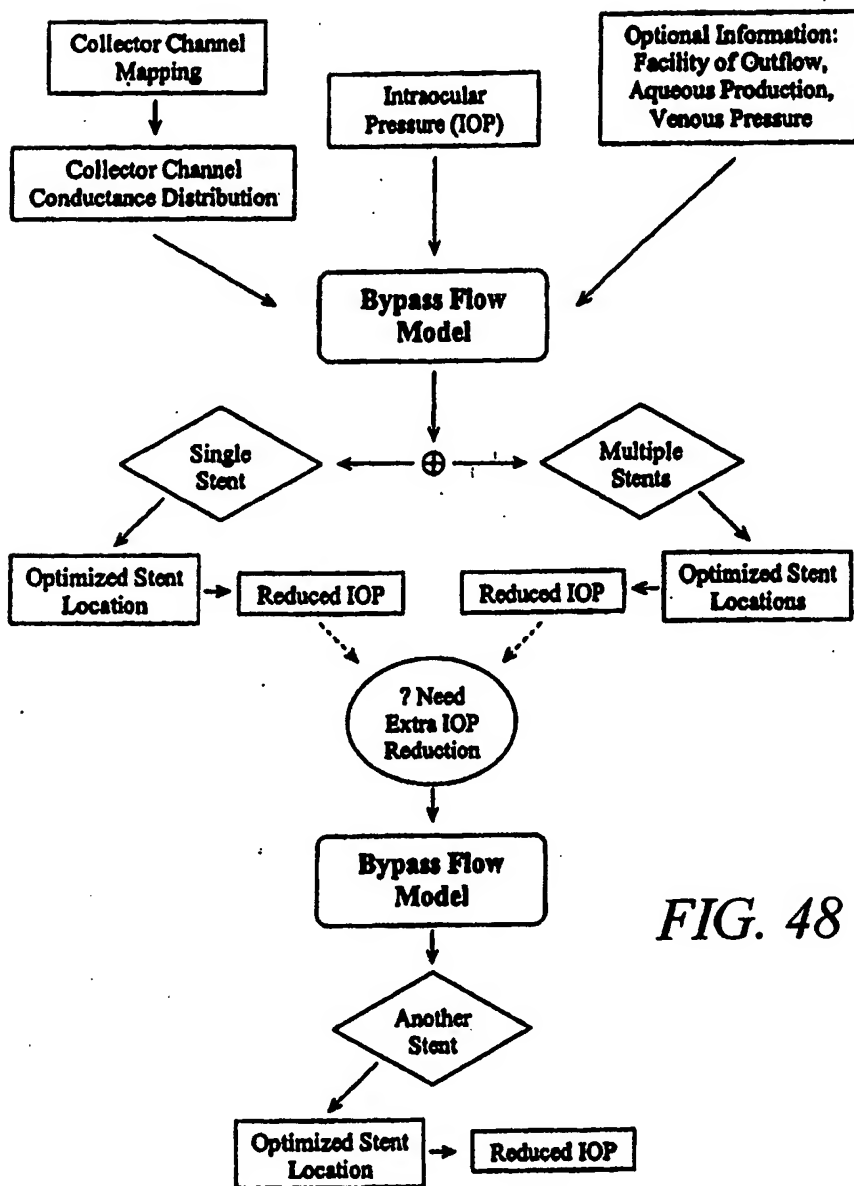 Collector Channel
Mapping
Intraocular
Pressure (IOP)
Optional Information:
Facility of Outflow,
Aqueous Production,
Venous Pressure
Collector Channel
Conductance Distribution
Bypass Flow
Model
Single
Stent
Multiple
Stents
Optimized Stent
Location
Reduced IOP
Reduced IOP
Optimized Stent
Locations
? Need
Extra IOP
Reduction
Bypass Flow
Model
FIG. 48
Another
Stent
Optimized Stent
Location
Reduced IOP